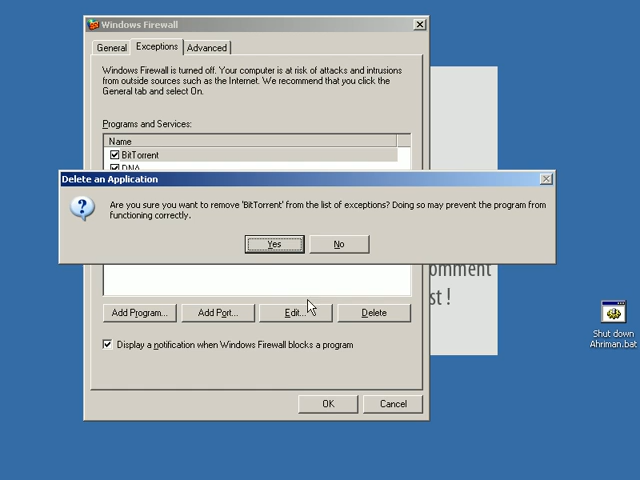 Windows Firewall
General
Exceptions
Advanced
Windows Firewall is turned off. Your computer is at risk of attacks and intrusions
from outside sources such as the Internet. We recommend that you click the
General tab and select On.
Programs and Services:
Name
BitTorrent
DNA
Delete an Application
Are you sure you want to remove 'BitTorrent' from the list of exceptions? Doing so may prevent the program from
functioning correctly.
Yes
No
omment
st !
Add Program...
Add Port...
Edit...
Delete
Display a notification when Windows Firewall blocks a program
OK
Cancel
Shut down
Ahriman.bat